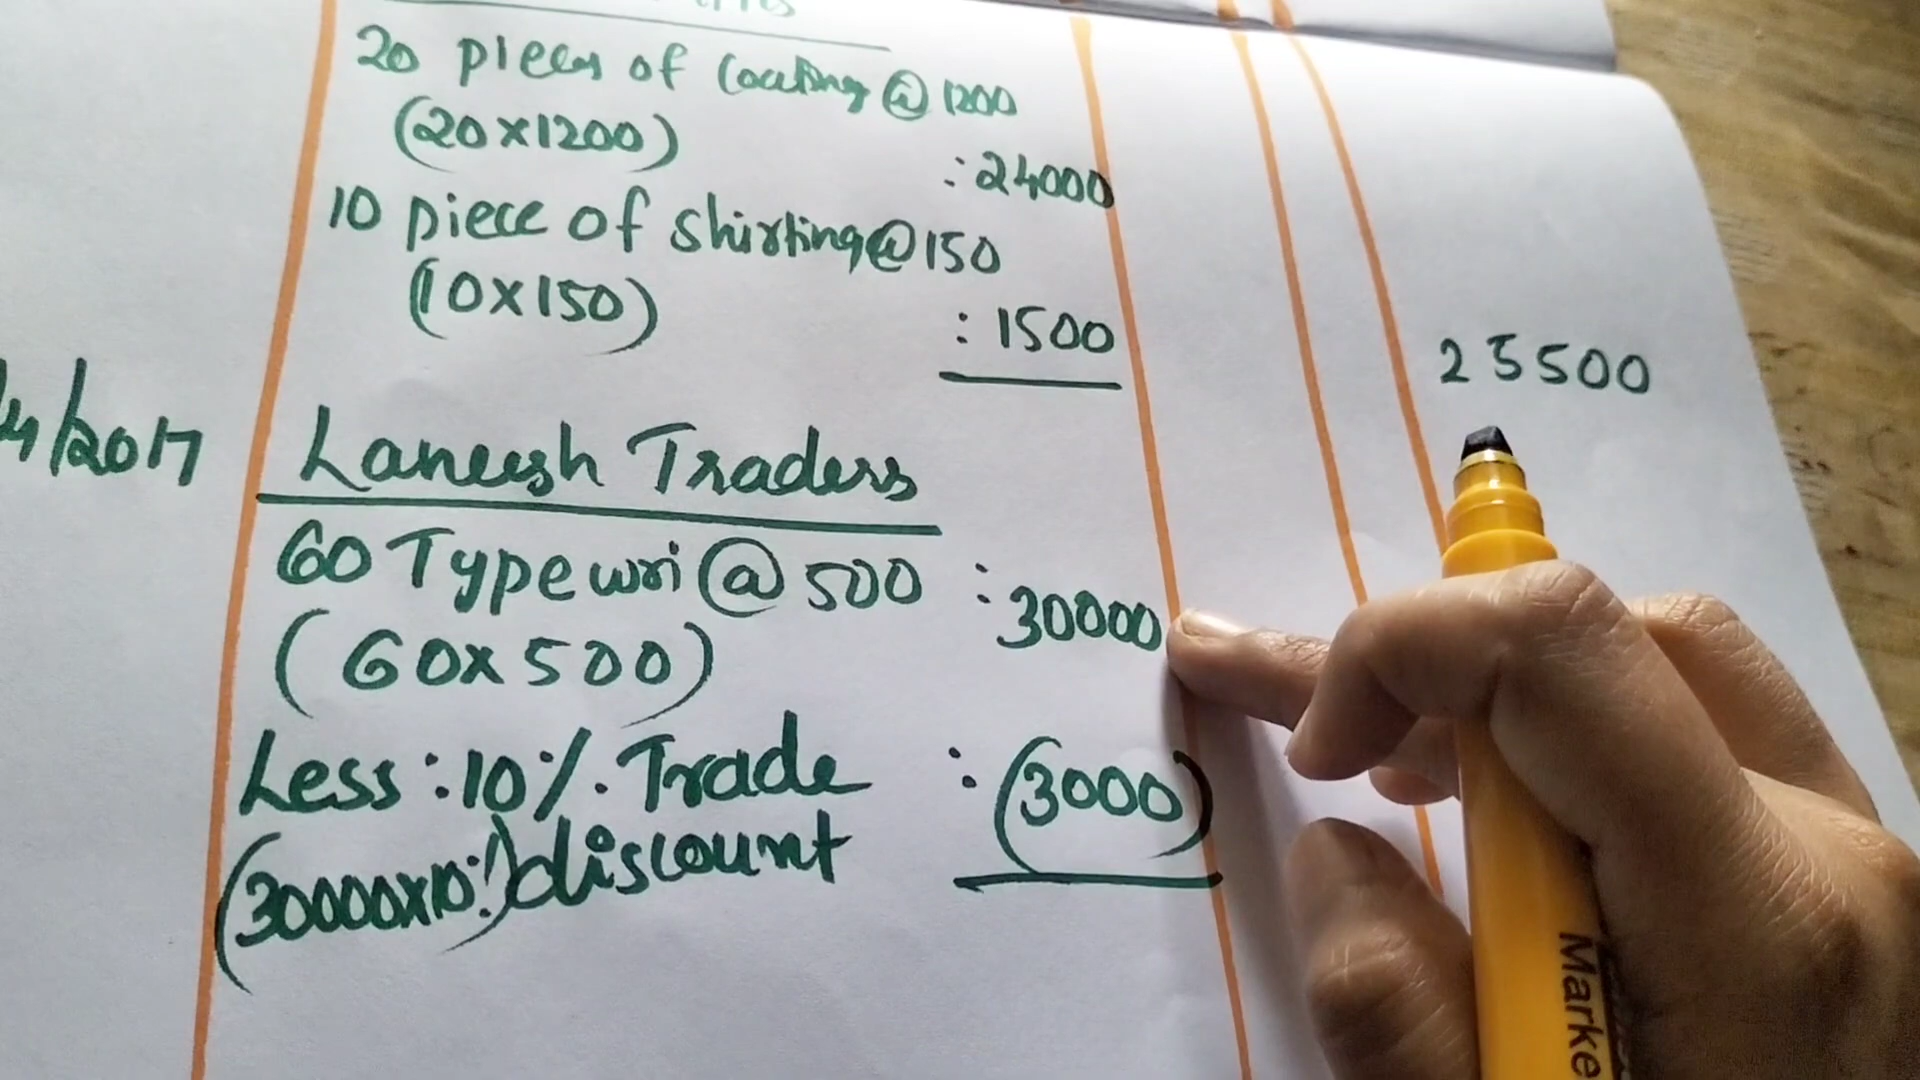 20 pieces of Coating @ 1200
(20x1200)
: 24000
10 piece of shirting @ 150
(10x150)
: 1500
25500
4/2017
Laneesh Traders
60 Typewri @ 500 : 30000
(60x500)
Less : 10%. Trade : (3000)
(30000x10%) discount
Marke